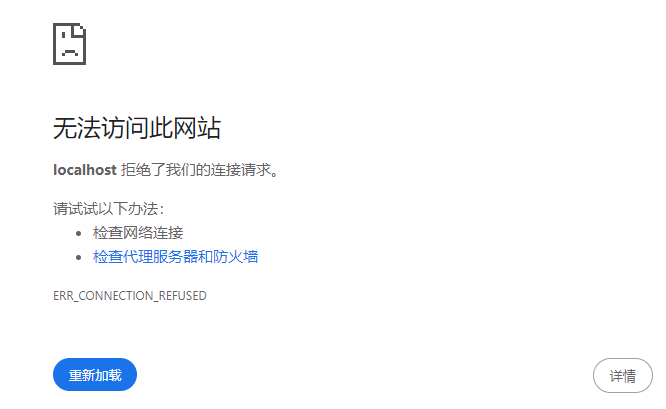 无法访问此网站
localhost 拒绝了我们的连接请求。
请试试以下办法：
• 检查网络连接
• 检查代理服务器和防火墙
ERR_CONNECTION_REFUSED
重新加载
详情